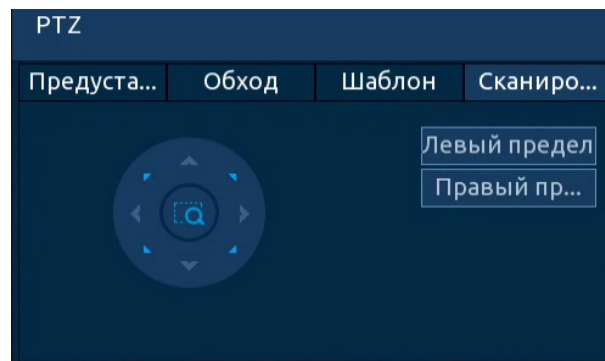 PTZ
Предуста... Обход Шаблон Сканиро...
Левый предел
Правый пр...